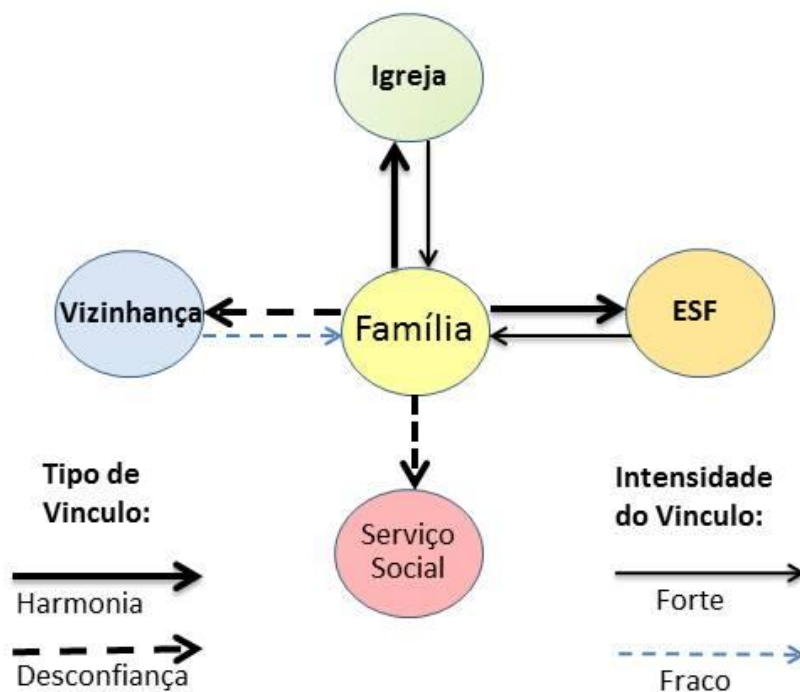 Igreja
Vizinhança
Família
ESF
Serviço
Social
Tipo de
Vinculo:
Harmonia
Desconfiança
Intensidade
do Vinculo:
Forte
Fraco